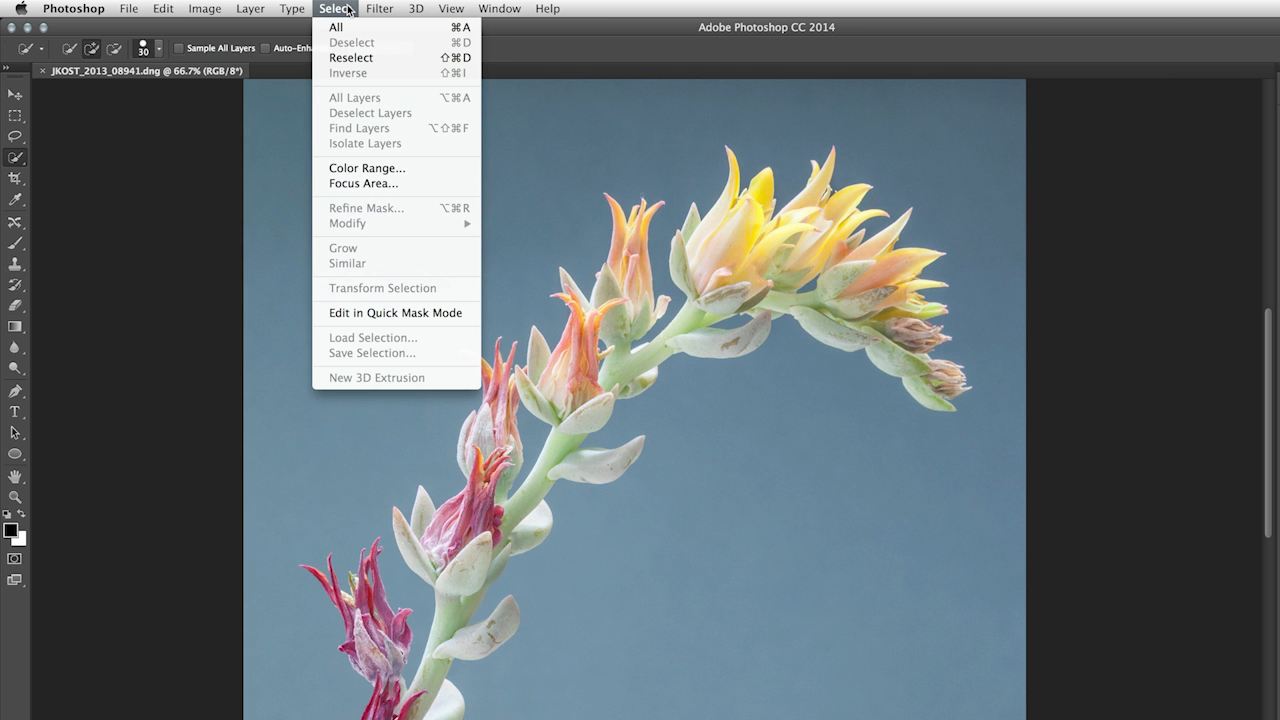 Photoshop File Edit Image Layer Type Select Filter 3D View Window Help
Adobe Photoshop CC 2014
30 Sample All Layers
× JKOST_2013_08941.dng @ 66.7% (RGB/8*)
All ⌘A
Deselect ⌘D
Reselect ⇧⌘D
Inverse ⇧⌘I
All Layers ⌥⌘A
Deselect Layers
Find Layers ⌥⇧⌘F
Isolate Layers
Color Range...
Focus Area...
Refine Mask... ⌥⌘R
Modify ▶
Grow
Similar
Transform Selection
Edit in Quick Mask Mode
Load Selection...
Save Selection...
New 3D Extrusion
T